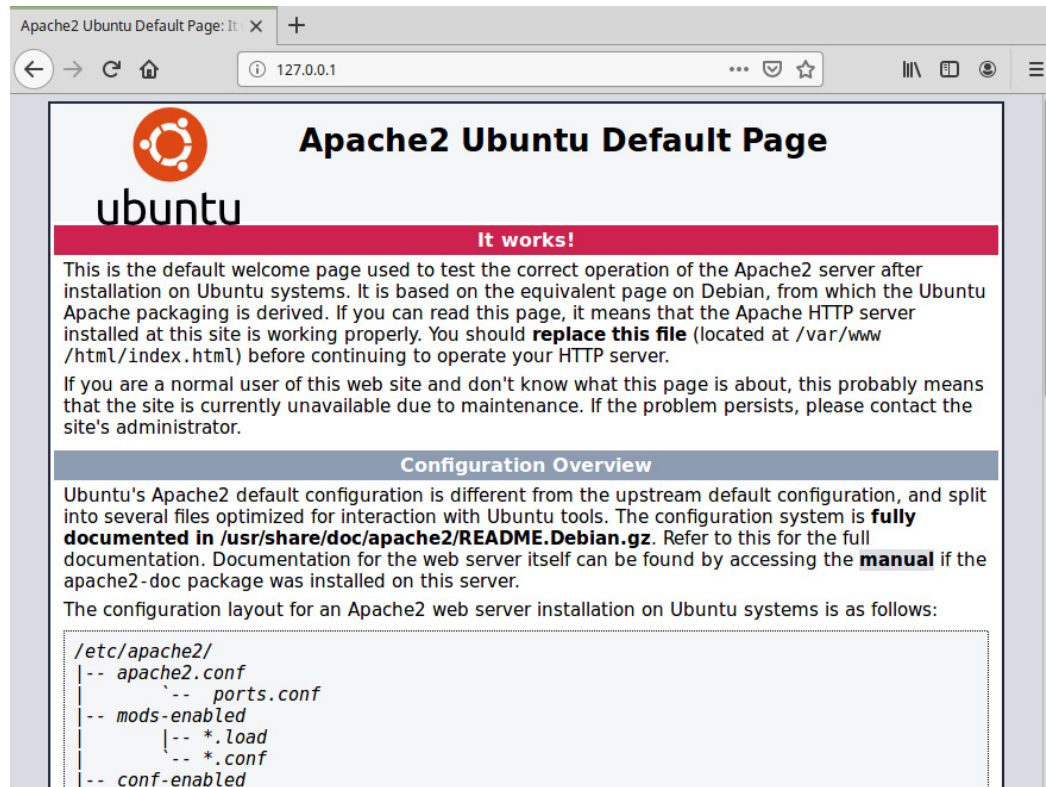 Apache2 Ubuntu Default Page: It
127.0.0.1
ubuntu
Apache2 Ubuntu Default Page
It works!
This is the default welcome page used to test the correct operation of the Apache2 server after
installation on Ubuntu systems. It is based on the equivalent page on Debian, from which the Ubuntu
Apache packaging is derived. If you can read this page, it means that the Apache HTTP server
installed at this site is working properly. You should replace this file (located at /var/www
/html/index.html) before continuing to operate your HTTP server.
If you are a normal user of this web site and don't know what this page is about, this probably means
that the site is currently unavailable due to maintenance. If the problem persists, please contact the
site's administrator.
Configuration Overview
Ubuntu's Apache2 default configuration is different from the upstream default configuration, and split
into several files optimized for interaction with Ubuntu tools. The configuration system is fully
documented in /usr/share/doc/apache2/README.Debian.gz. Refer to this for the full
documentation. Documentation for the web server itself can be found by accessing the manual if the
apache2-doc package was installed on this server.
The configuration layout for an Apache2 web server installation on Ubuntu systems is as follows:
/etc/apache2/
|-- apache2.conf
|       `--  ports.conf
|-- mods-enabled
|       |-- *.load
|       `-- *.conf
|-- conf-enabled